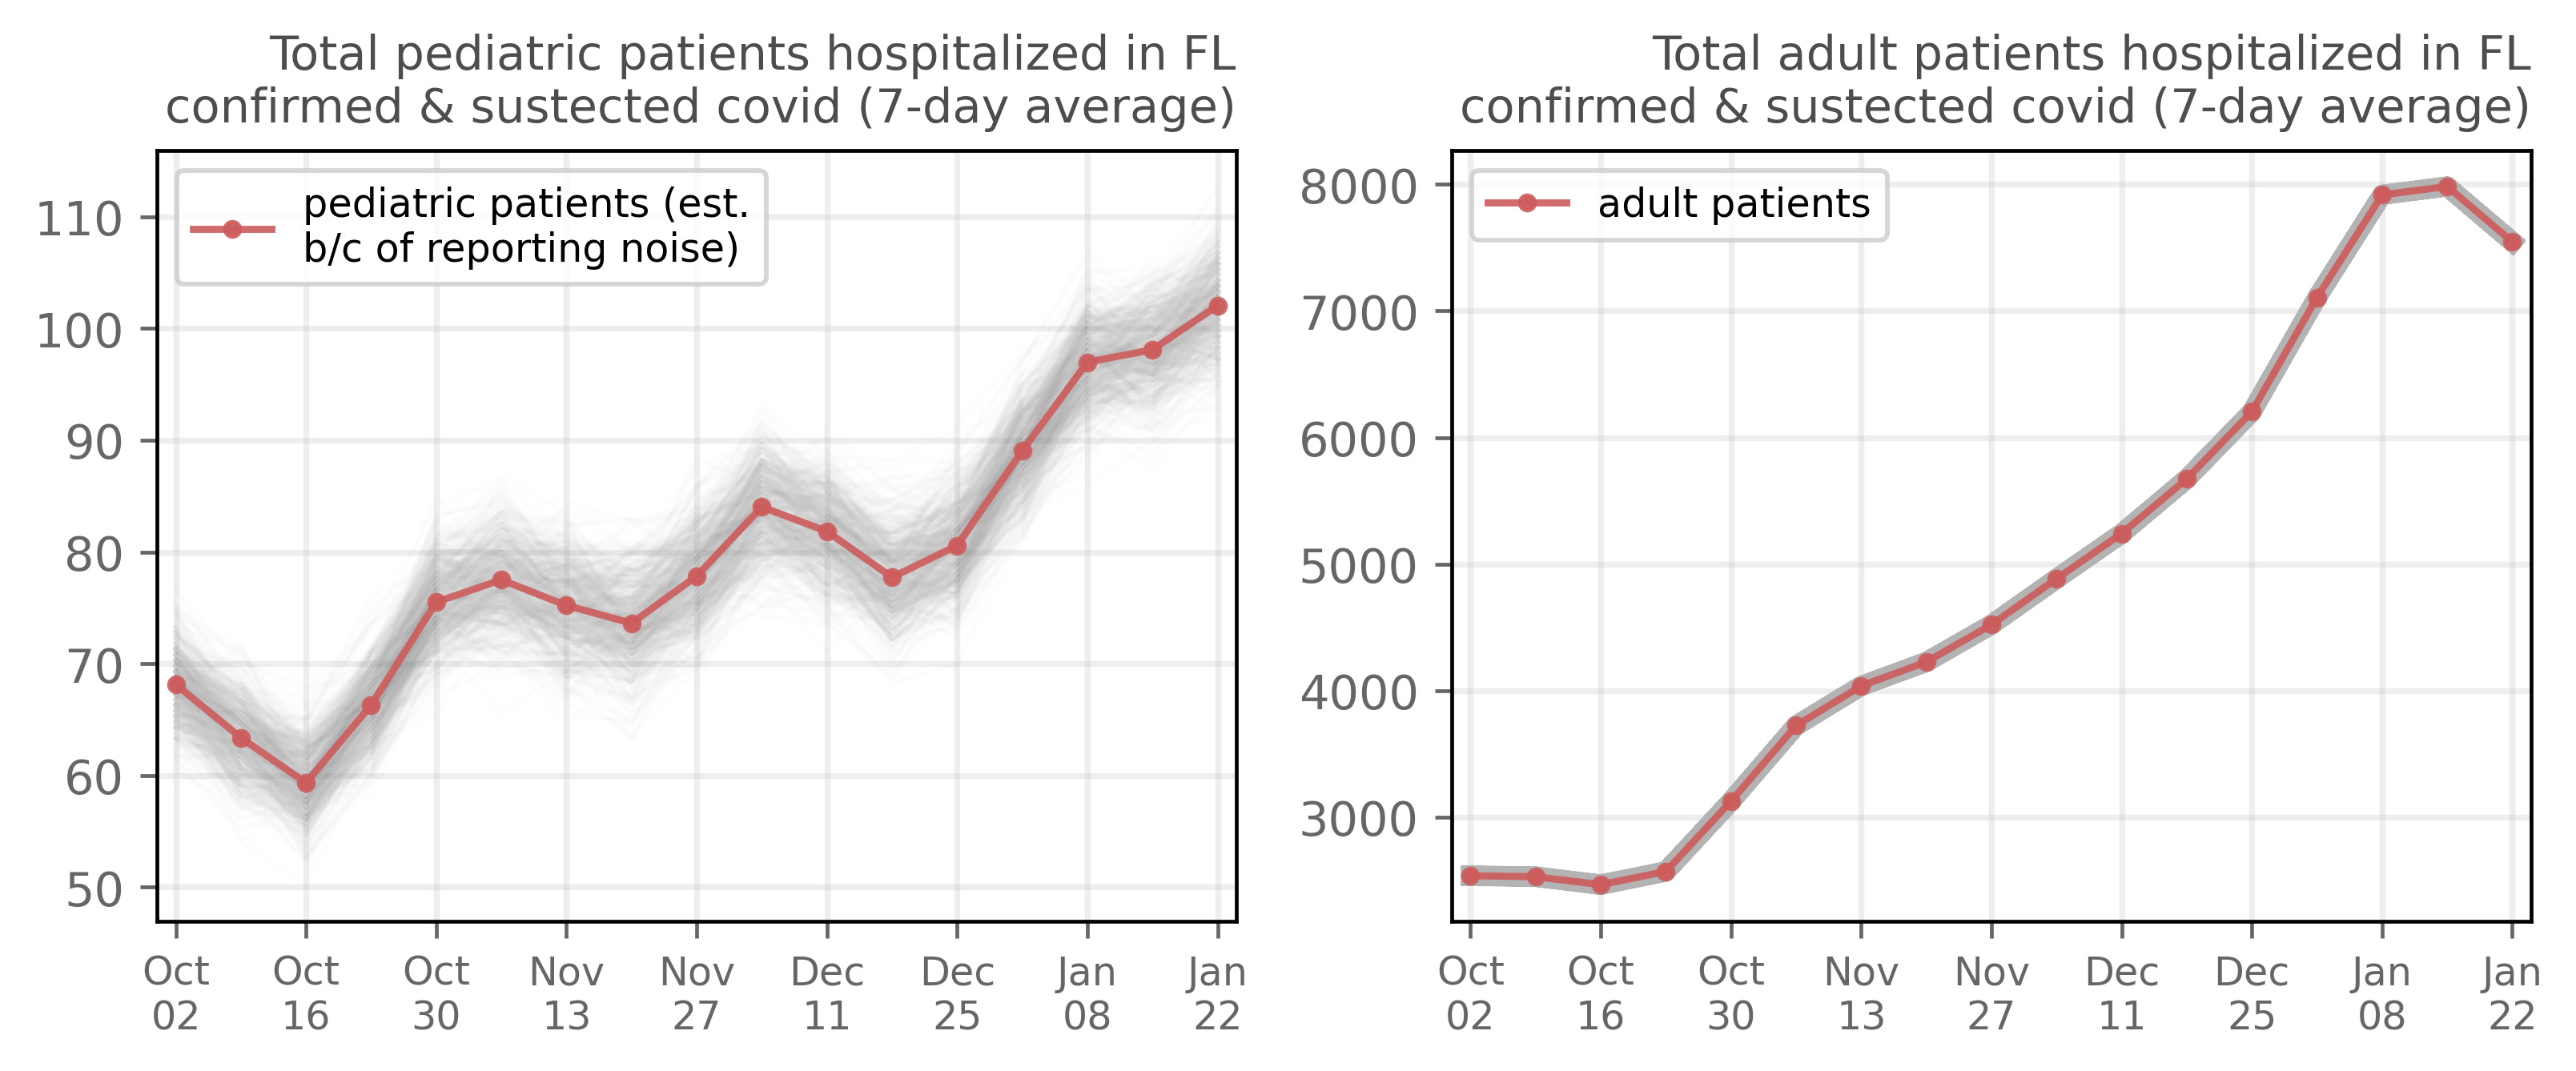 Total pediatric patients hospitalized in FL
confirmed & sustected covid (7-day average)
pediatric patients (est.
b/c of reporting noise)
110
100
90
80
70
60
50
Oct Oct Oct Nov Nov Dec Dec Jan Jan
02 16 30 13 27 11 25 08 22
Total adult patients hospitalized in FL
confirmed & sustected covid (7-day average)
adult patients
8000
7000
6000
5000
4000
3000
Oct Oct Oct Nov Nov Dec Dec Jan Jan
02 16 30 13 27 11 25 08 22